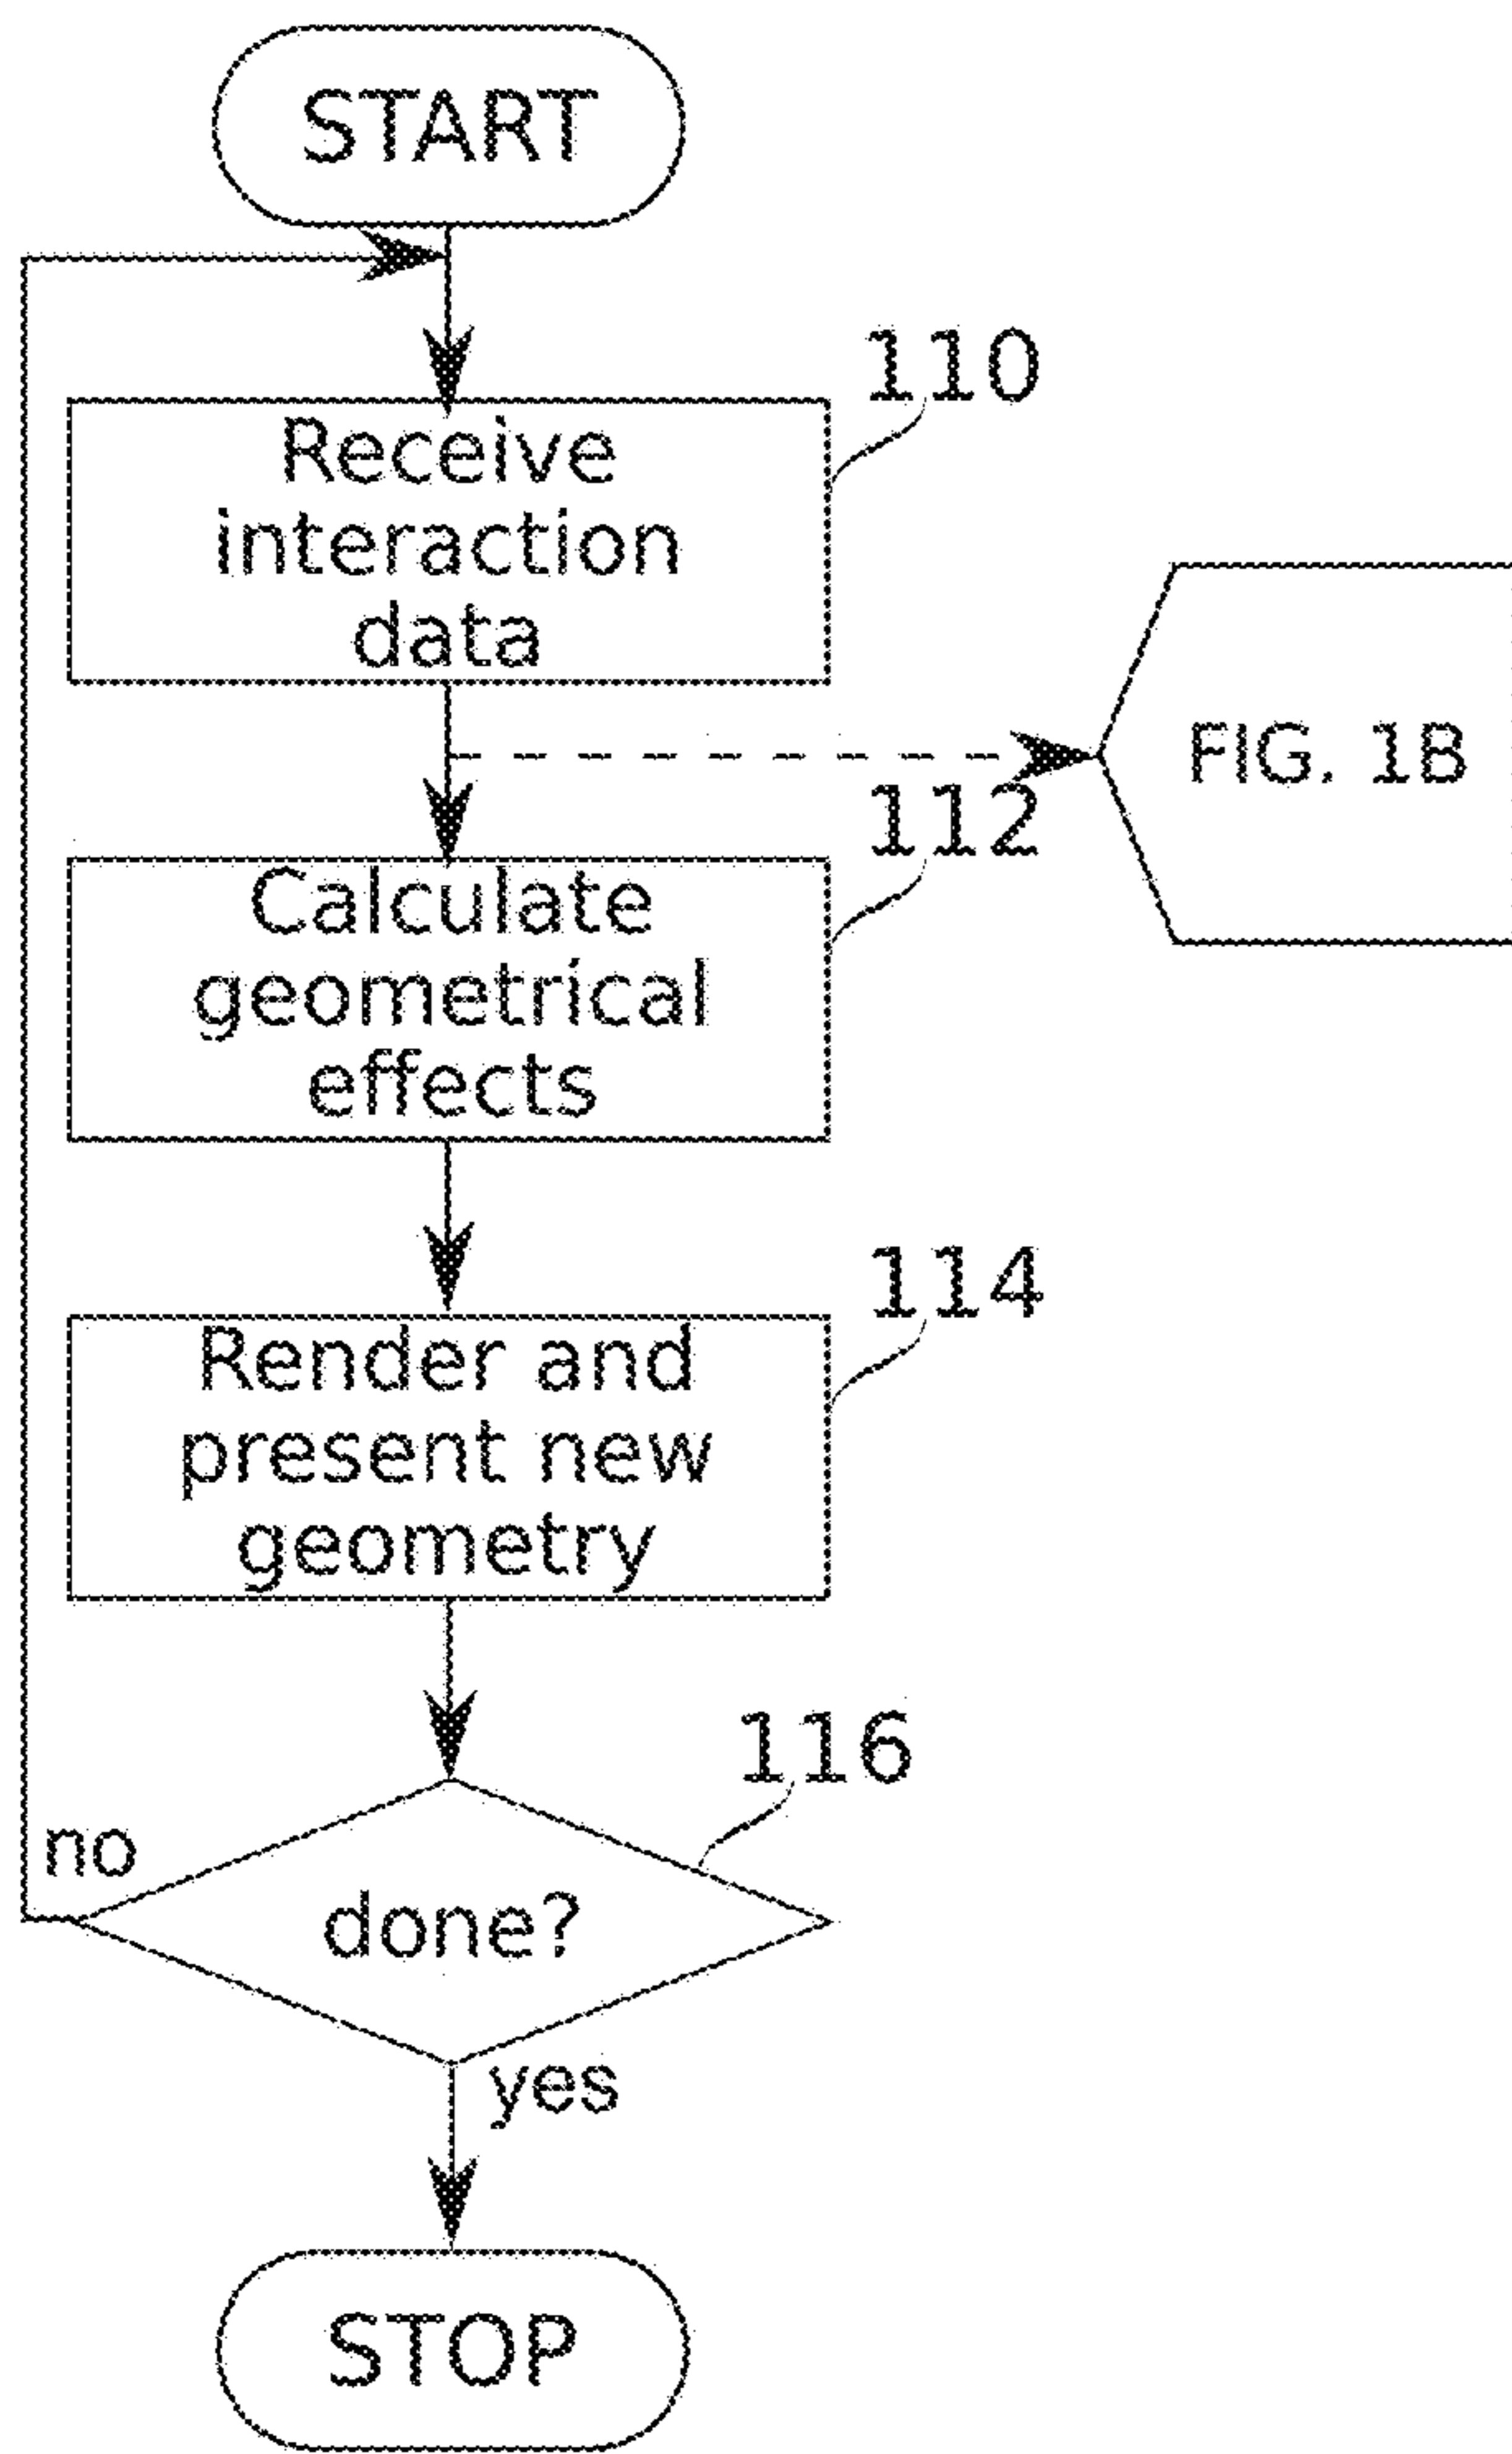 START
110
Receive
interaction
data
FIG. 1B
112
Calculate
geometrical
effects
114
Render and
present new
geometry
116
no
done?
yes
STOP